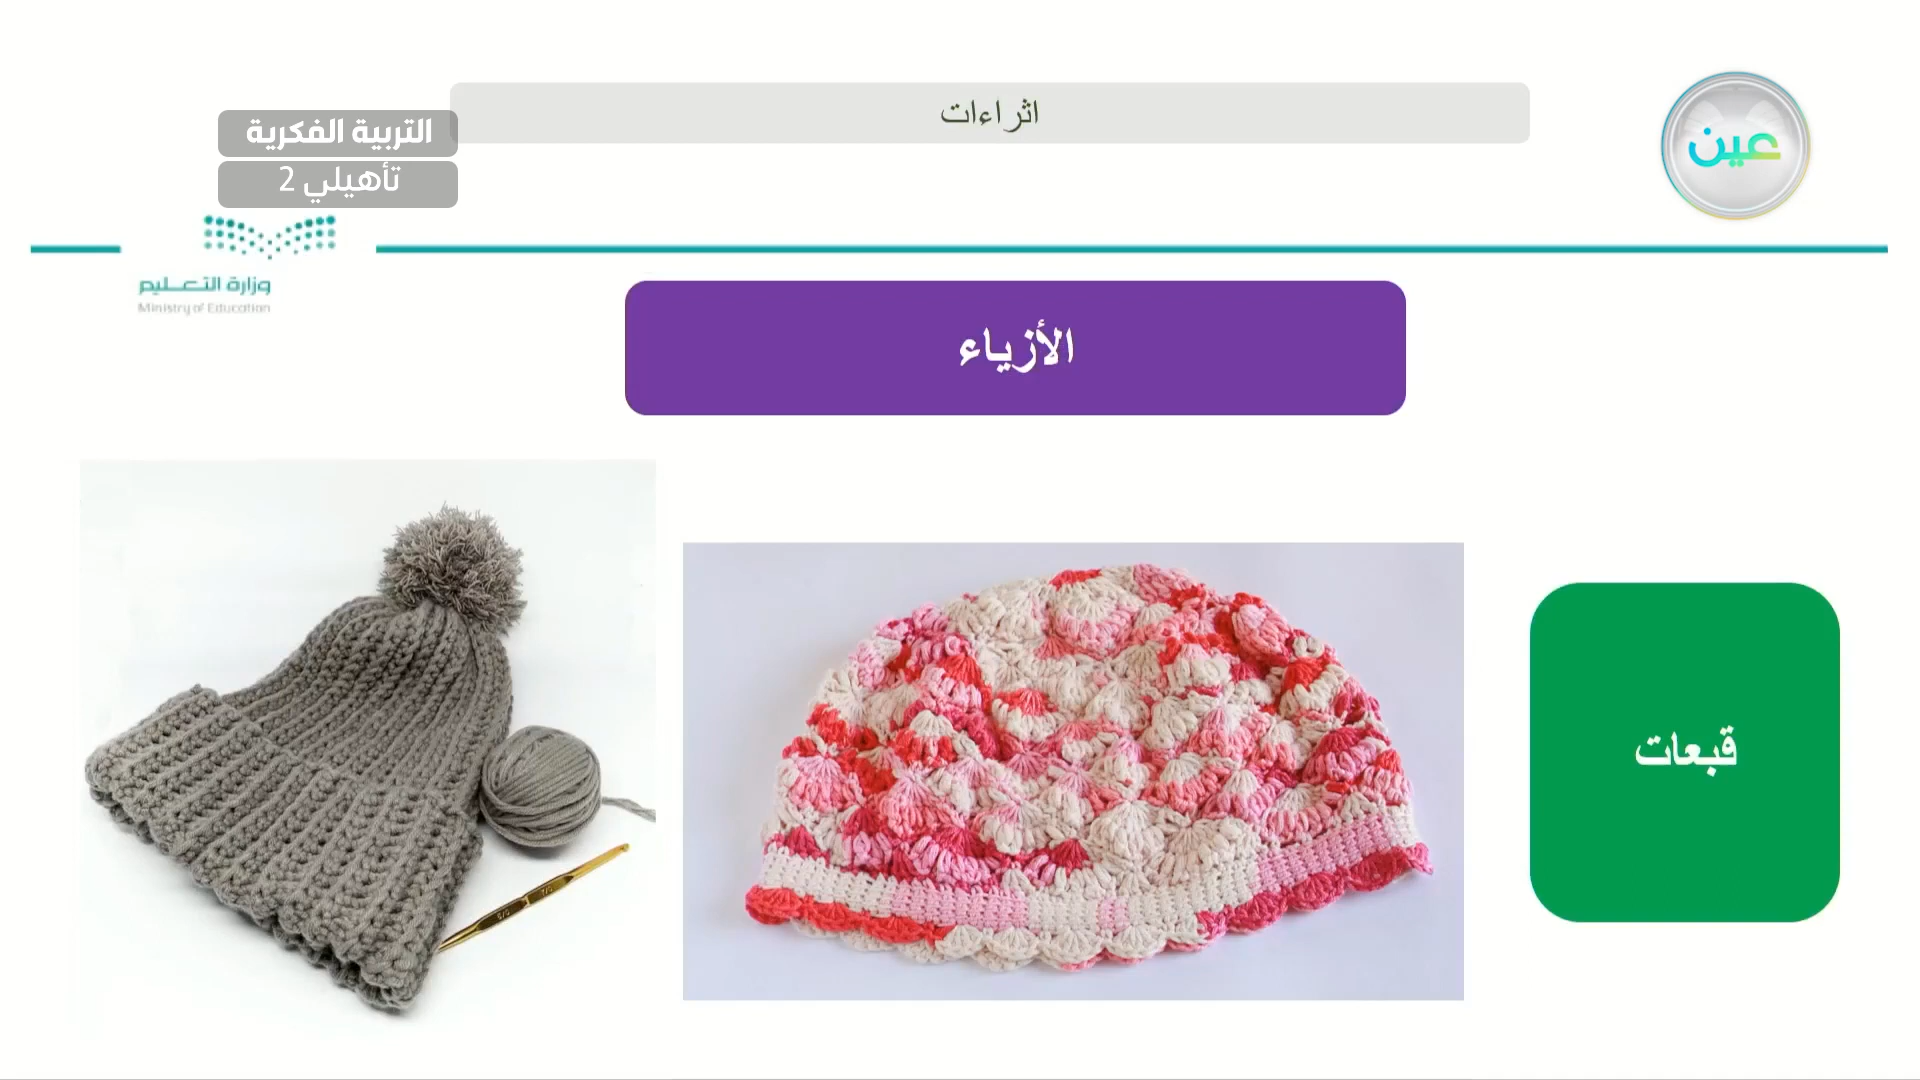 اثراءات
عين
التربية الفكرية
تأهيلي 2
وزارة التعليم
Ministry of Education
الأزياء
قبعات